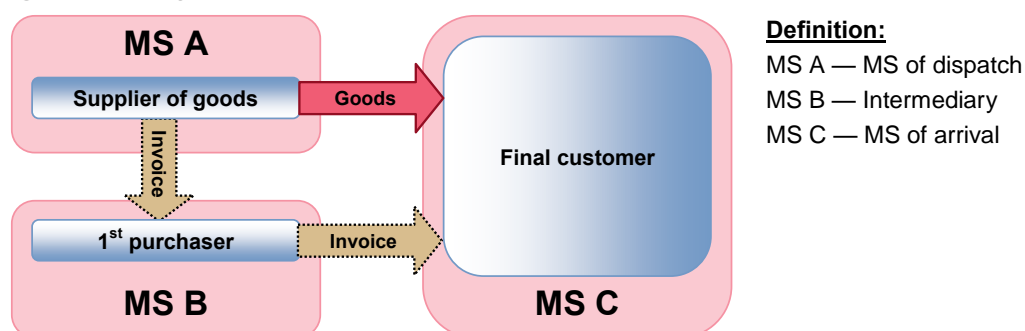 MS A
Supplier of goods
Goods
Invoice
1st purchaser
Invoice
MS B
Final customer
MS C
Definition:
MS A — MS of dispatch
MS B — Intermediary
MS C — MS of arrival